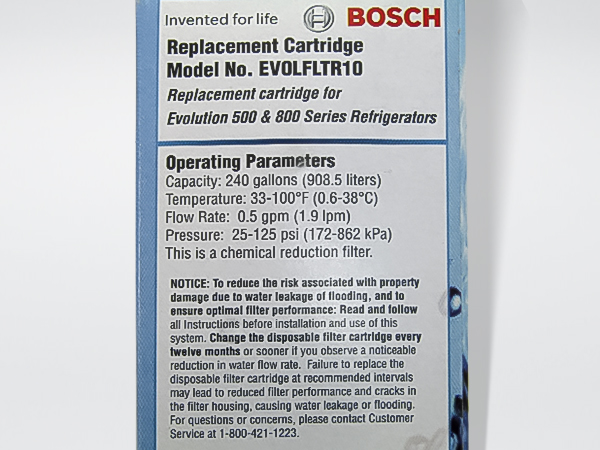 Invented for life BOSCH
Replacement Cartridge
Model No. EVOLFLTR10
Replacement cartridge for
Evolution 500 & 800 Series Refrigerators
Operating Parameters
Capacity: 240 gallons (908.5 liters)
Temperature: 33-100°F (0.6-38°C)
Flow Rate: 0.5 gpm (1.9 lpm)
Pressure: 25-125 psi (172-862 kPa)
This is a chemical reduction filter.
NOTICE: To reduce the risk associated with property
damage due to water leakage of flooding, and to
ensure optimal filter performance: Read and follow
all Instructions before installation and use of this
system. Change the disposable filter cartridge every
twelve months or sooner if you observe a noticeable
reduction in water flow rate. Failure to replace the
disposable filter cartridge at recommended intervals
may lead to reduced filter performance and cracks in
the filter housing, causing water leakage or flooding.
For questions or concerns, please contact Customer
Service at 1-800-421-1223.